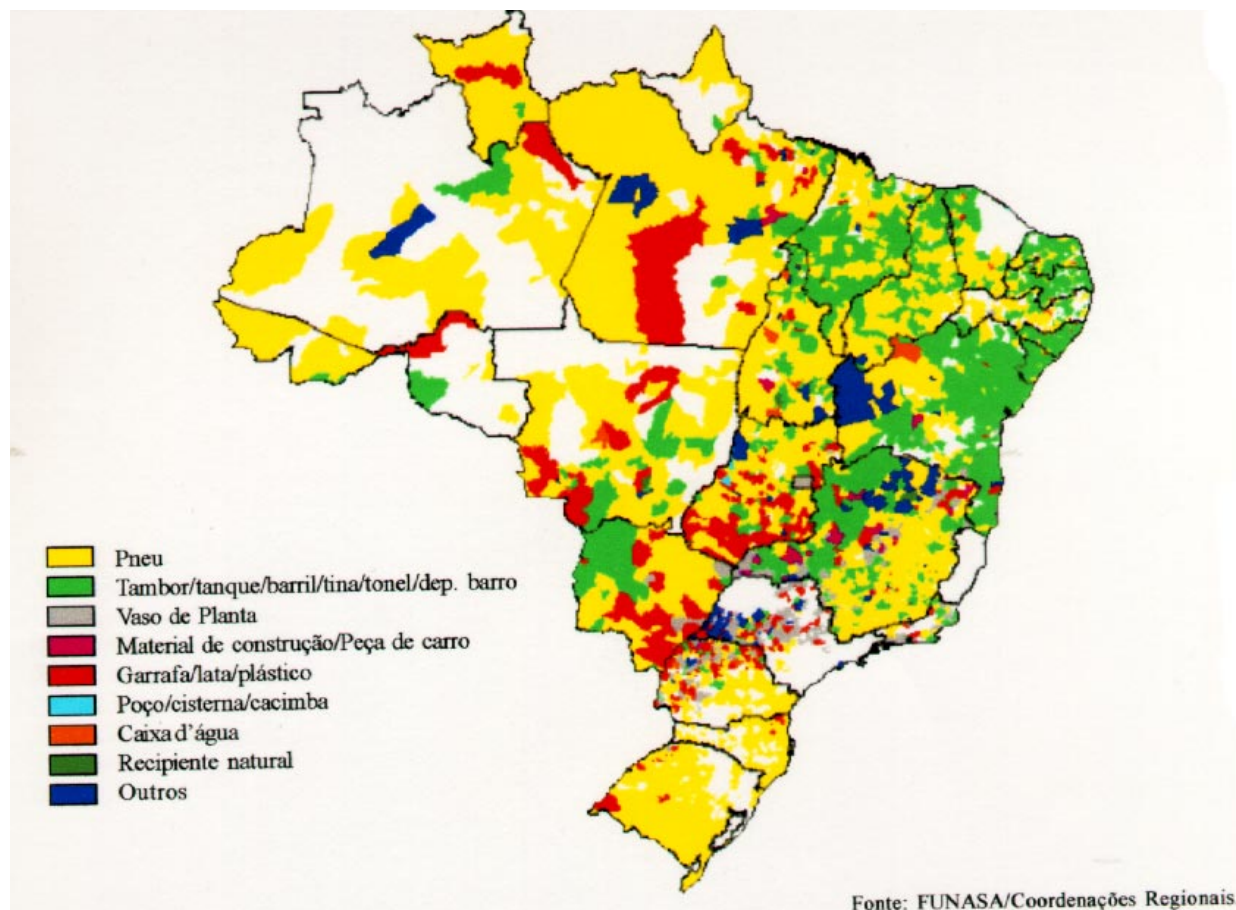 Pneu
Tambor/tanque/barril/tina/tonel/dep. barro
Vaso de Planta
Material de construção/Peça de carro
Garrafa/lata/plástico
Poço/cisterna/cacimba
Caixa d'água
Recipiente natural
Outros
Fonte: FUNASA/Coordenações Regionais